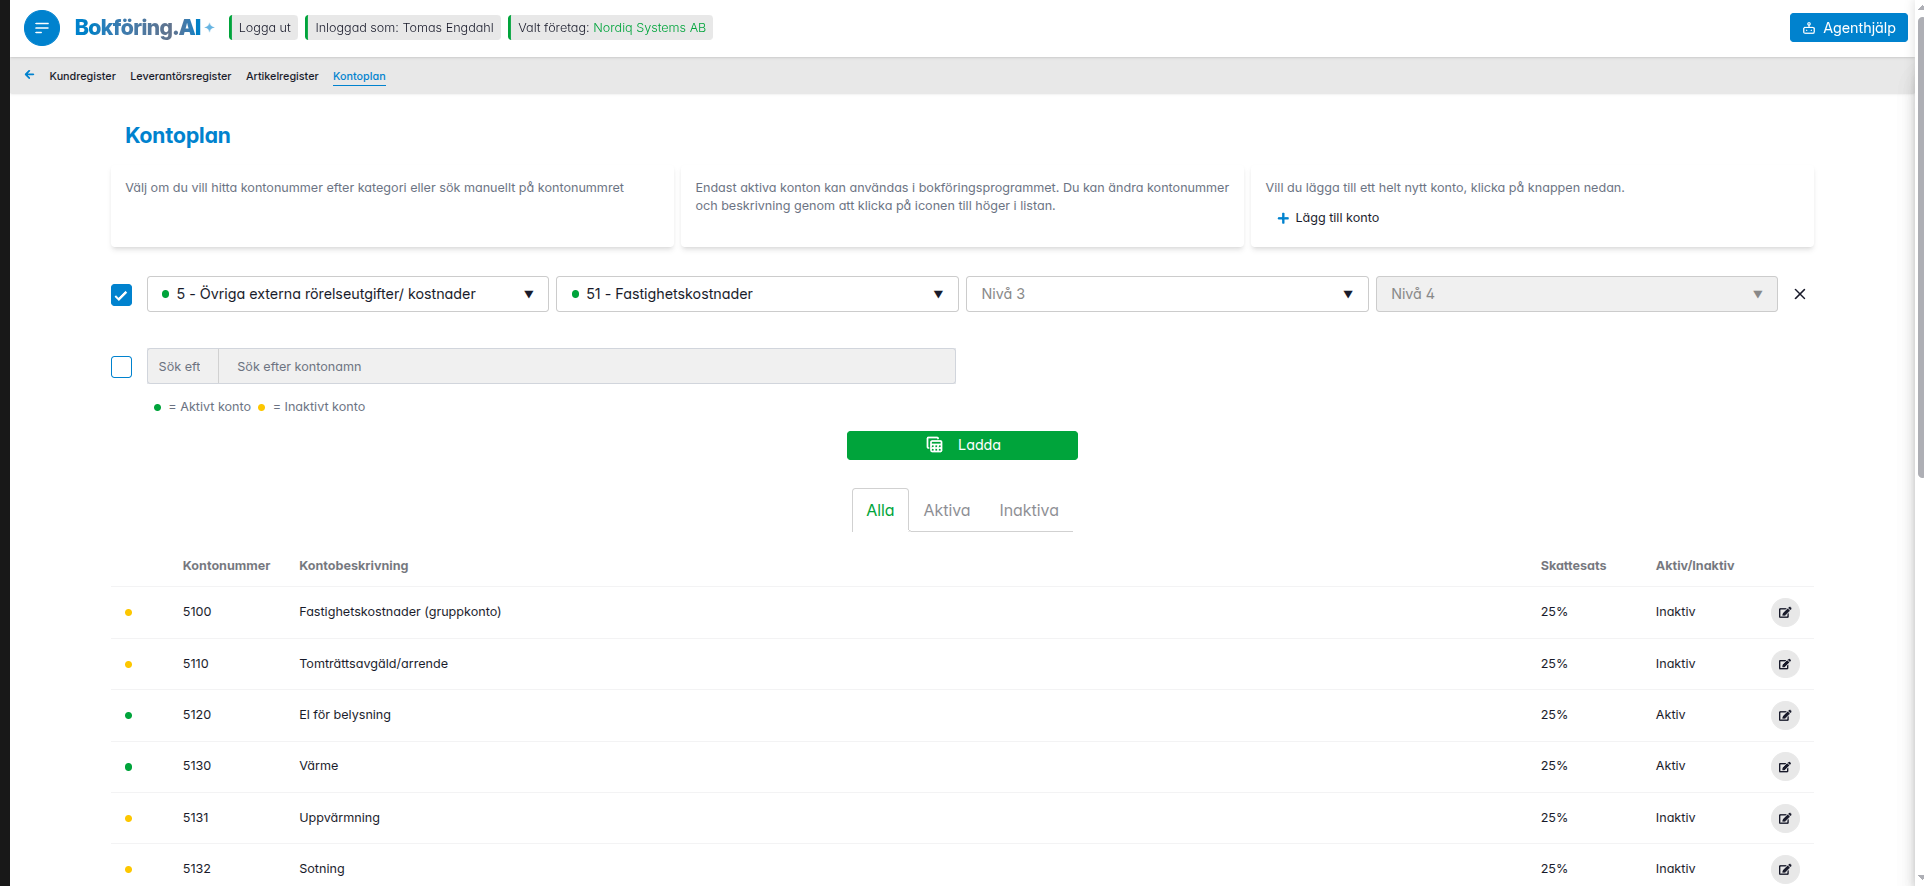 Bokföring.AI
Logga ut
Inloggad som: Tomas Engdahl
Valt företag: Nordiq Systems AB
Agenthjälp
Kundregister Leverantörsregister Artikelregister Kontoplan
Kontoplan
Välj om du vill hitta kontonummer efter kategori eller sök manuellt på kontonummret
Endast aktiva konton kan användas i bokföringsprogrammet. Du kan ändra kontonummer
och beskrivning genom att klicka på iconen till höger i listan.
Vill du lägga till ett helt nytt konto, klicka på knappen nedan.
Lägg till konto
5 - Övriga externa rörelseutgifter/ kostnader
51 - Fastighetskostnader
Nivå 3
Nivå 4
Sök eft
Sök efter kontonamn
= Aktivt konto = Inaktivt konto
Ladda
Alla Aktiva Inaktiva
Kontonummer Kontobeskrivning Skattesats Aktiv/Inaktiv
5100 Fastighetskostnader (gruppkonto) 25% Inaktiv
5110 Tomträttsavgäld/arrende 25% Inaktiv
5120 El för belysning 25% Aktiv
5130 Värme 25% Aktiv
5131 Uppvärmning 25% Inaktiv
5132 Sotning 25% Inaktiv